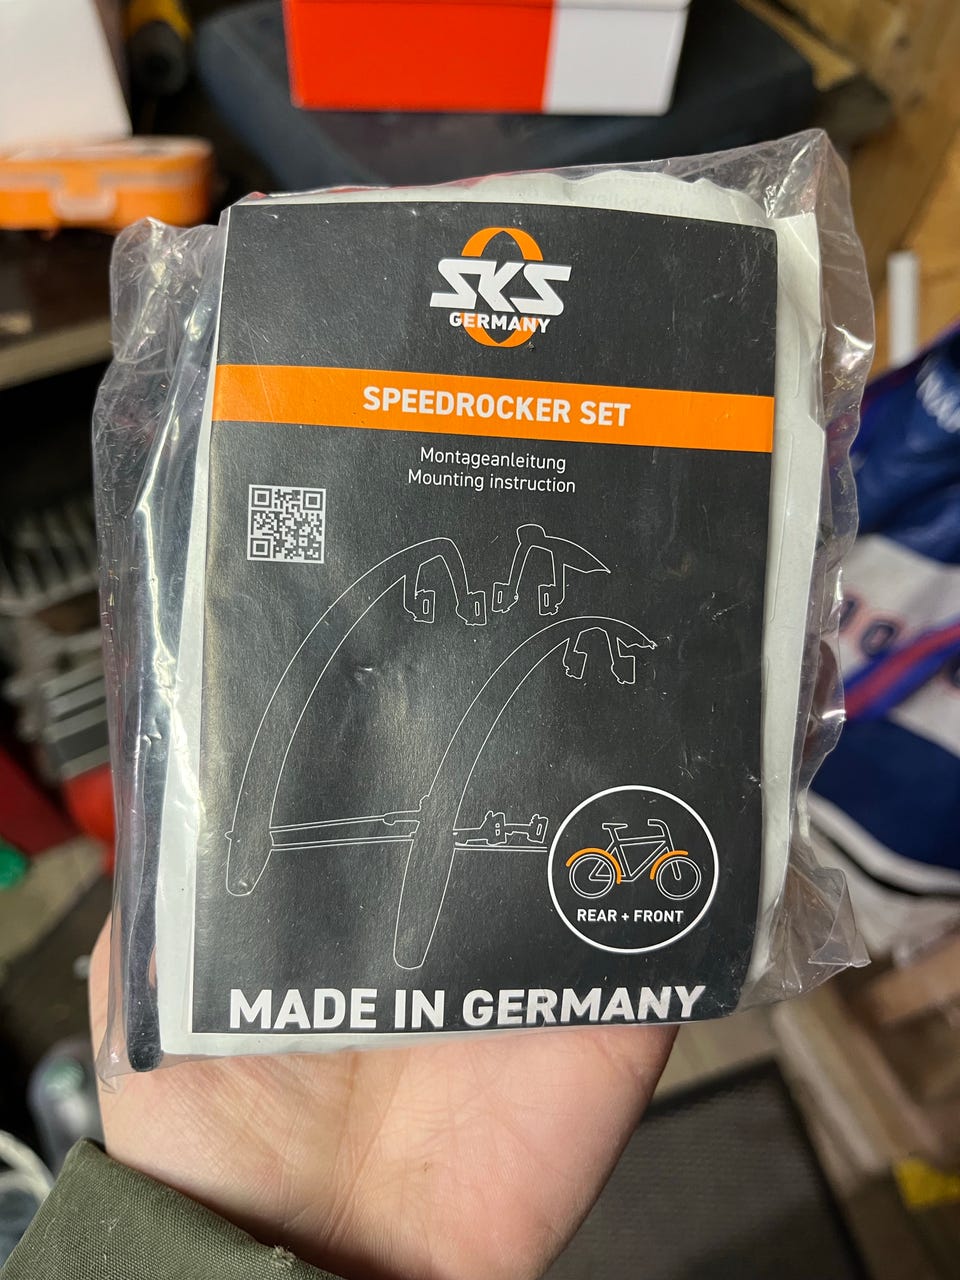 SKS
GERMANY
SPEEDROCKER SET
Montageanleitung
Mounting instruction
REAR + FRONT
MADE IN GERMANY